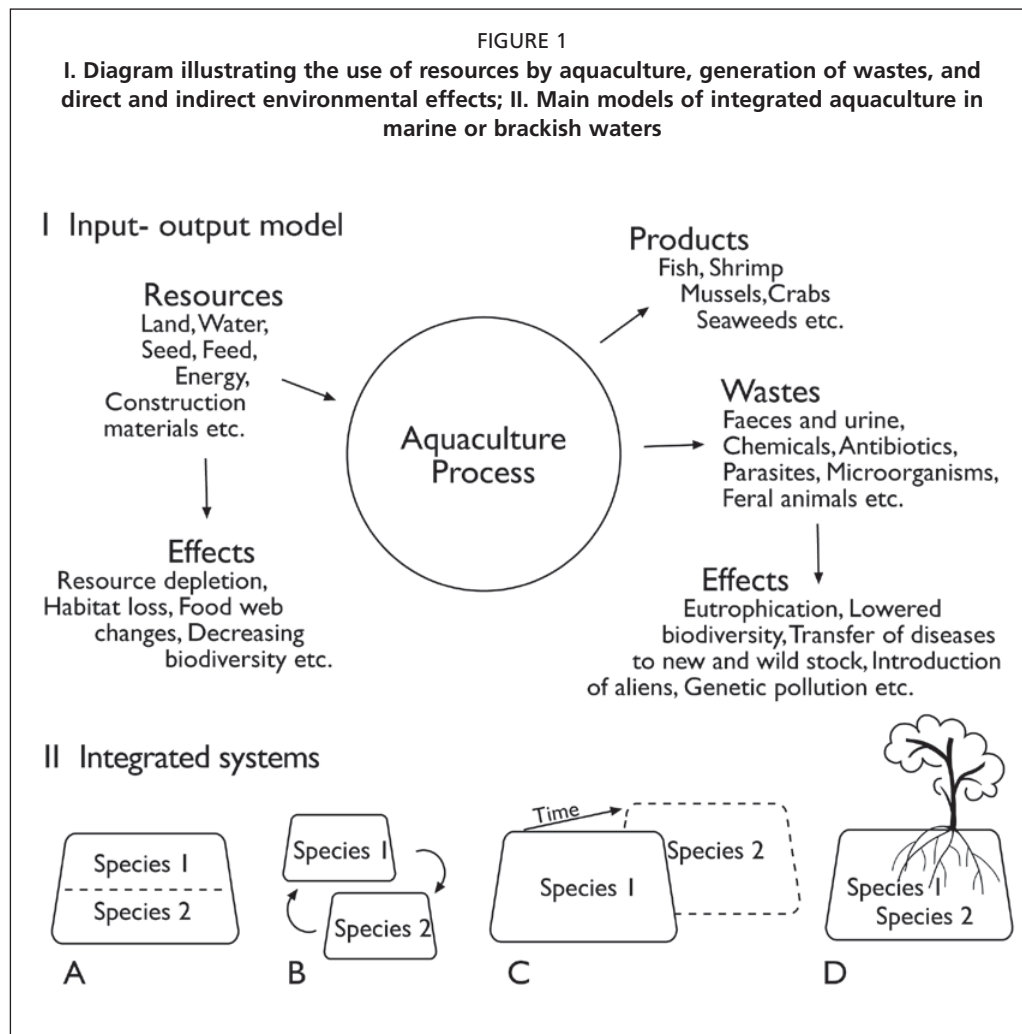 FIGURE 1
I. Diagram illustrating the use of resources by aquaculture, generation of wastes, and
direct and indirect environmental effects; II. Main models of integrated aquaculture in
marine or brackish waters
I Input- output model
Resources
Land, Water,
Seed, Feed,
Energy,
Construction
materials etc.
Effects
Resource depletion,
Habitat loss, Food web
changes, Decreasing
biodiversity etc.
Aquaculture
Process
Products
Fish, Shrimp
Mussels, Crabs
Seaweeds etc.
Wastes
Faeces and urine,
Chemicals, Antibiotics,
Parasites, Microorganisms,
Feral animals etc.
Effects
Eutrophication, Lowered
biodiversity, Transfer of diseases
to new and wild stock, Introduction
of aliens, Genetic pollution etc.
II Integrated systems
Species 1
Species 2
A
Species 1
Species 2
B
Time
Species 1
Species 2
C
Species 1
Species 2
D